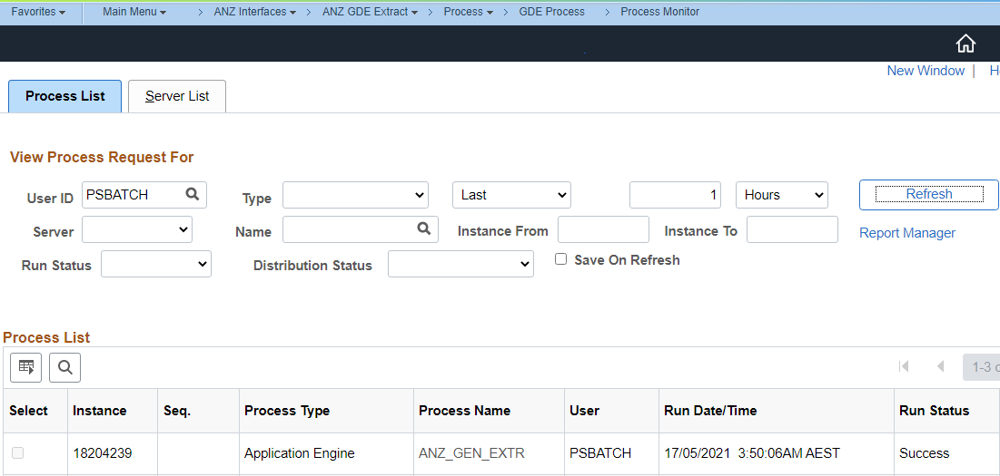 Favorites Main Menu > ANZ Interfaces > ANZ GDE Extract > Process > GDE Process > Process Monitor
New Window |
Process List Server List
View Process Request For
User ID PSBATCH Type Last 1 Hours Refresh
Server Name Instance From Instance To Report Manager
Run Status Distribution Status Save On Refresh
Process List
1-3
Select Instance Seq. Process Type Process Name User Run Date/Time Run Status
18204239 Application Engine ANZ_GEN_EXTR PSBATCH 17/05/2021 3:50:06AM AEST Success